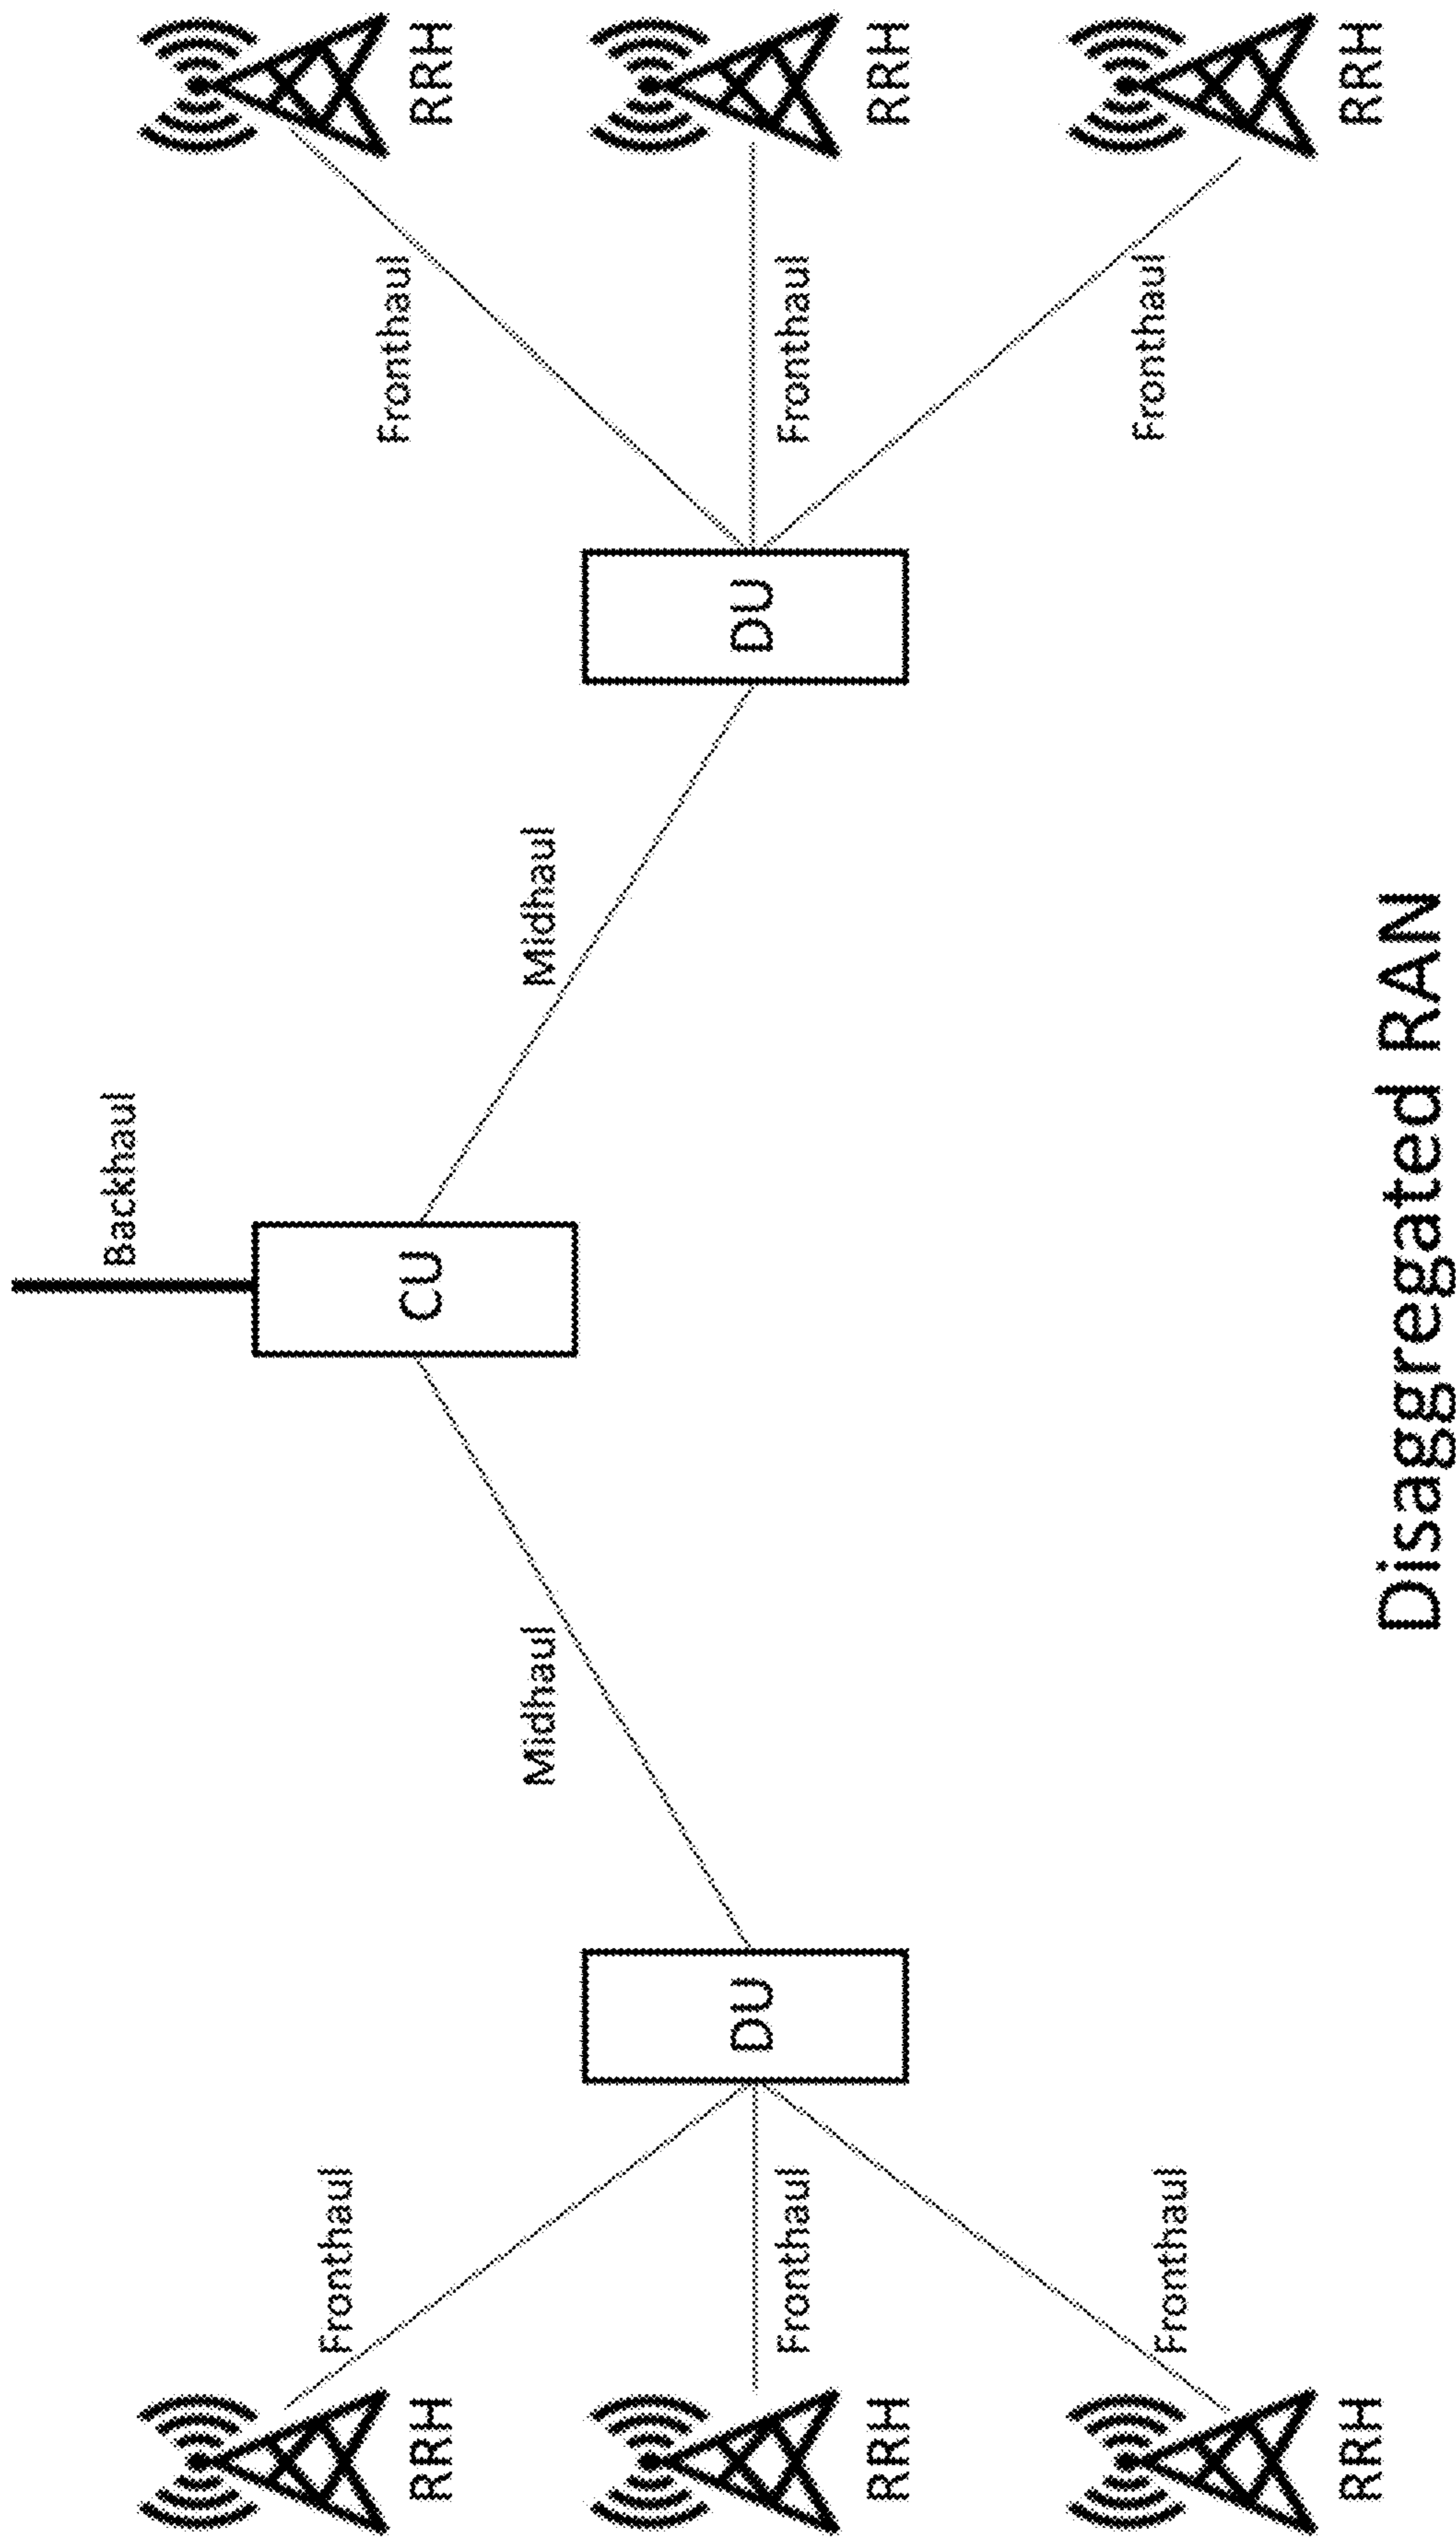 Backhaul
Fronthaul
Fronthaul
CU
RRH
RRH
Midhaul
Midhaul
DU
DU
Fronthaul
Fronthaul
RRH
RRH
Fronthaul
Fronthaul
RRH
RRH
Disaggregated RAN